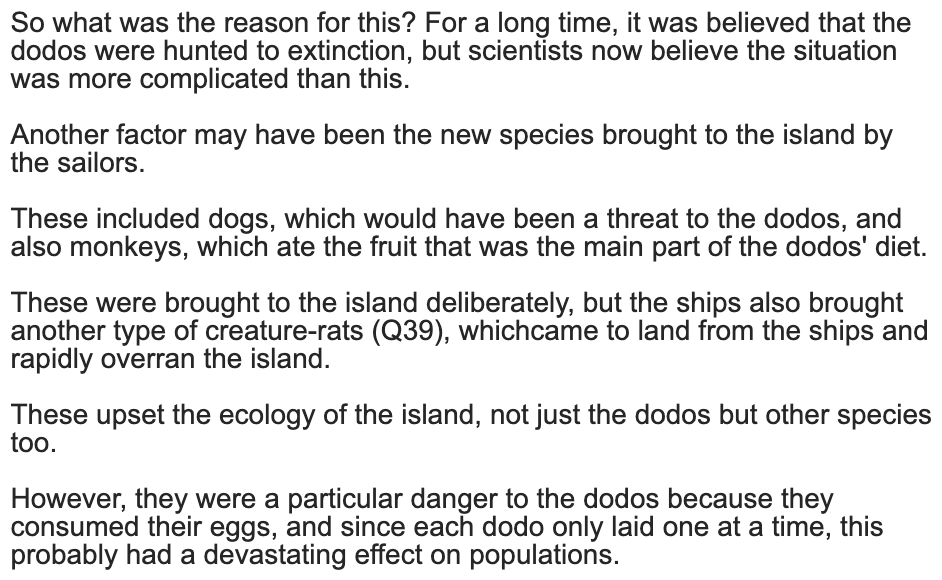 So what was the reason for this? For a long time, it was believed that the
dodos were hunted to extinction, but scientists now believe the situation
was more complicated than this.
Another factor may have been the new species brought to the island by
the sailors.
These included dogs, which would have been a threat to the dodos, and
also monkeys, which ate the fruit that was the main part of the dodos' diet.
These were brought to the island deliberately, but the ships also brought
another type of creature-rats (Q39), whichcame to land from the ships and
rapidly overran the island.
These upset the ecology of the island, not just the dodos but other species
too.
However, they were a particular danger to the dodos because they
consumed their eggs, and since each dodo only laid one at a time, this
probably had a devastating effect on populations.